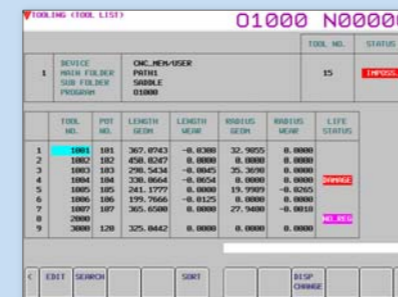 TOOLING (TOOL LIST)
O1000 N0000
TOOL NO. STATUS
1 DEVICE CNC_MEM/USER 15 IMPOSS.
MAIN FOLDER PATH1
SUB FOLDER SADDLE
PROGRAM O1000
TOOL NO. POT NO. LENGTH GEOM LENGTH WEAR RADIUS GEOM RADIUS WEAR LIFE STATUS
1 1001 101 367.0743 -0.0300 32.9855 0.0000
2 1002 102 450.0247 0.0000 0.0000 0.0000
3 1003 103 298.5434 -0.0045 35.3690 0.0000
4 1004 104 330.0664 -0.0654 0.0000 0.0000 DAMAGE
5 1005 105 241.1777 0.0000 19.9989 -0.0265
6 1006 106 199.7666 -0.0125 0.0000 0.0000
7 1007 107 365.6500 0.0000 27.9400 -0.0018
8 2000 NO.REG
9 3000 120 325.0442 0.0000 0.0000 0.0000
< EDIT SEARCH SORT DISP CHANGE